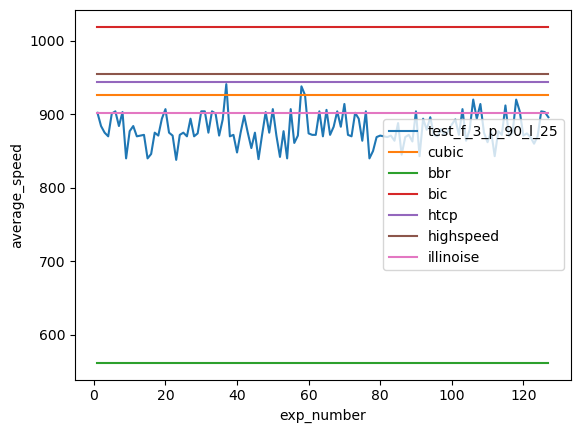 1000
900
800
700
600
average_speed
0
20
40
60
80
100
120
exp_number
test_f_3_p_90_l_25
cubic
bbr
bic
htcp
highspeed
illinoise